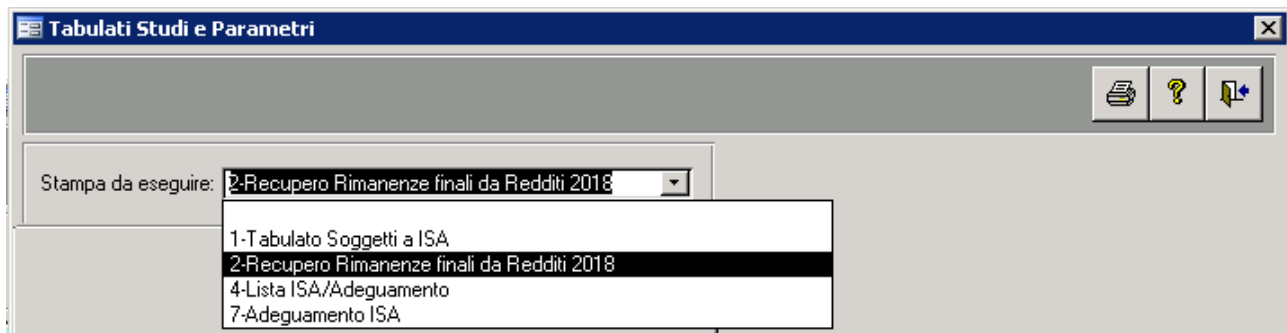 Tabulati Studi e Parametri
Stampa da eseguire: 2-Recupero Rimanenze finali da Redditi 2018
1-Tabulato Soggetti a ISA
2-Recupero Rimanenze finali da Redditi 2018
4-Lista ISA/Adeguamento
7-Adeguamento ISA